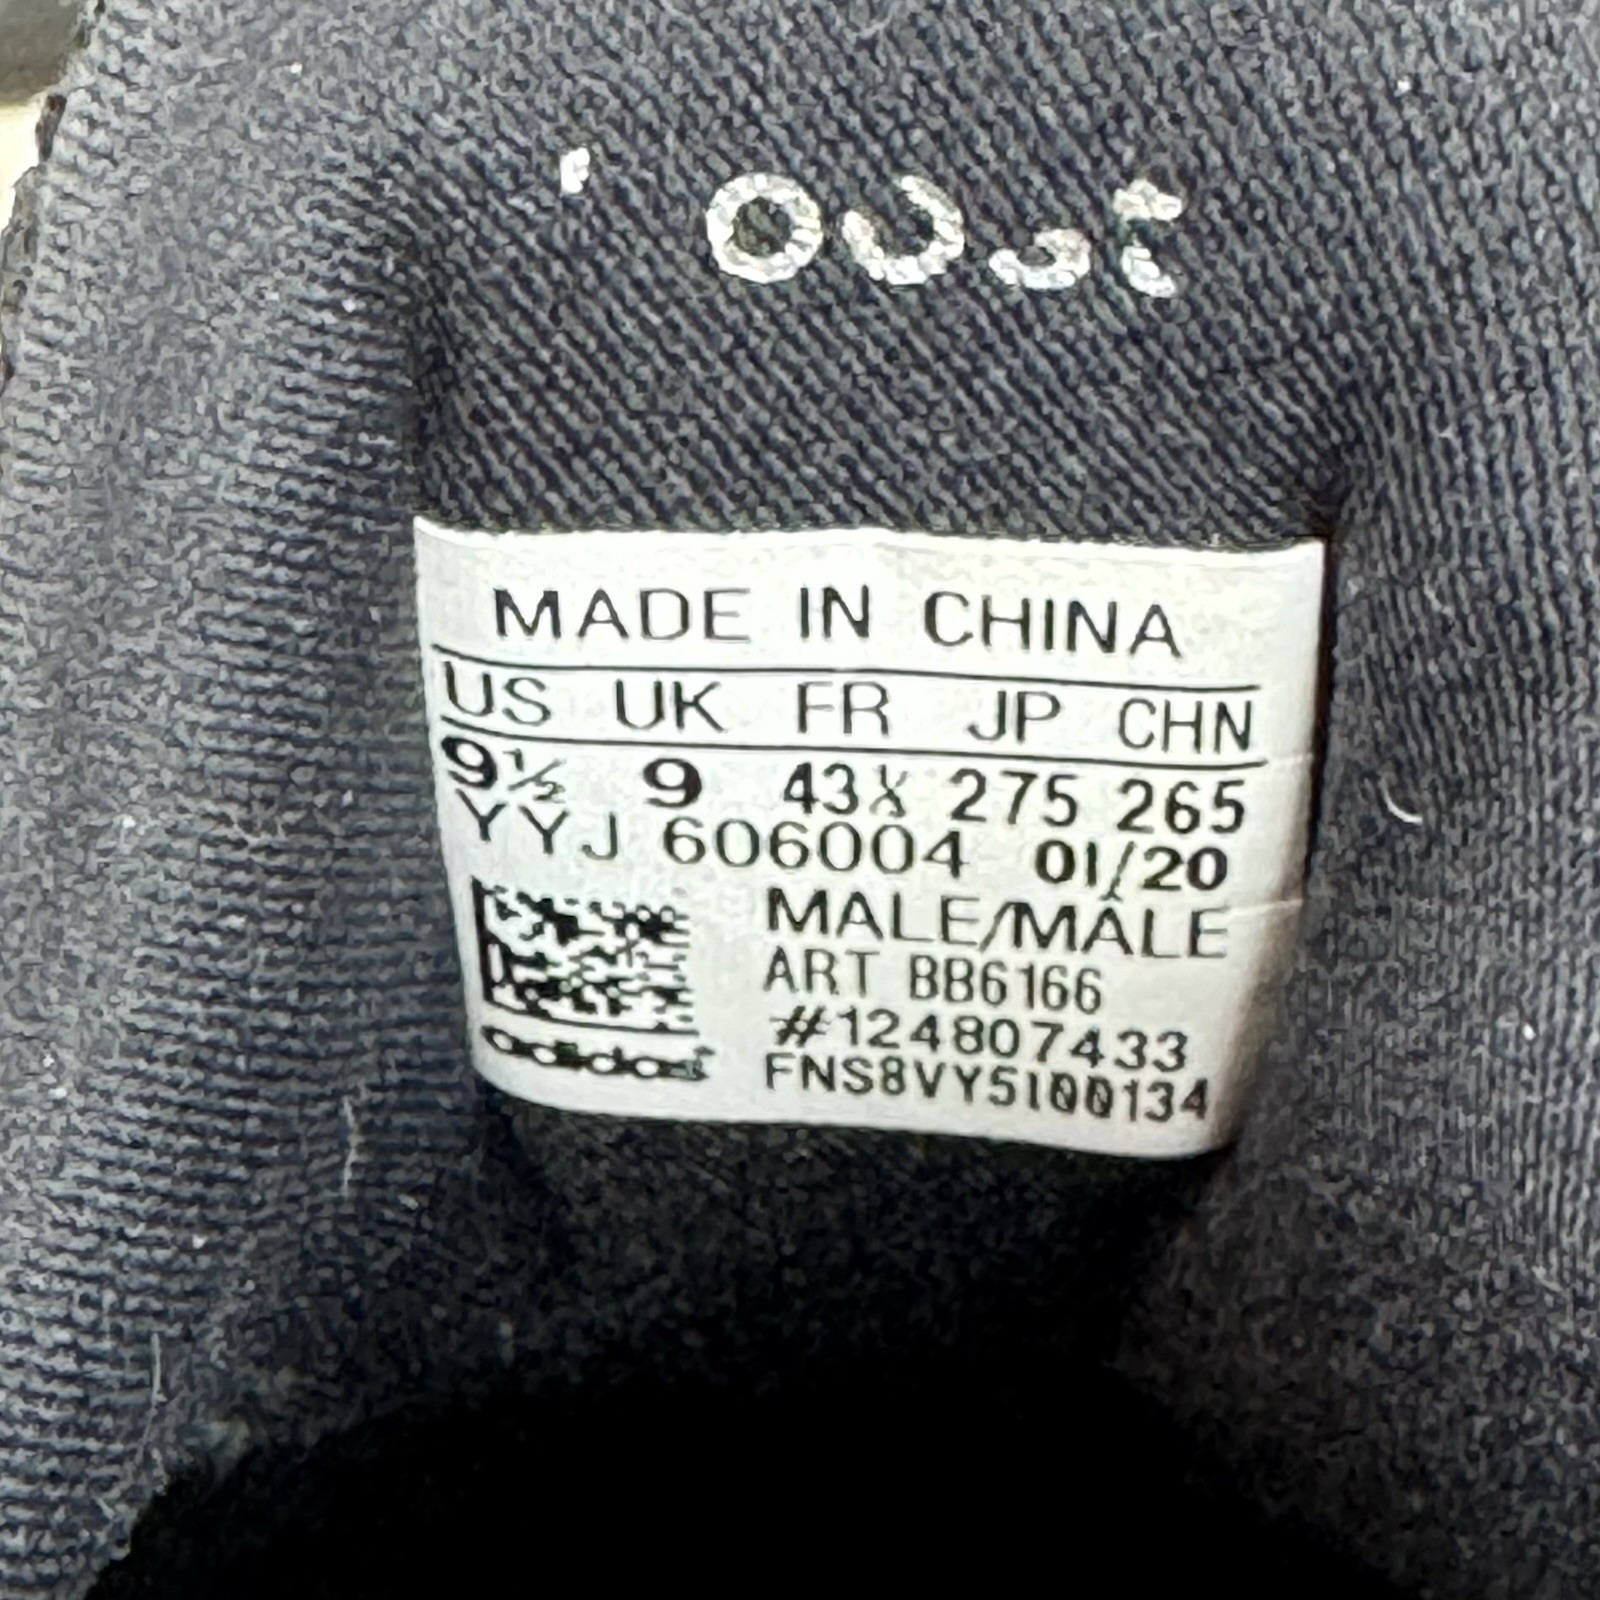 MADE IN CHINA
US UK FR JP CHN
9½ 9 43⅓ 275 265
YYJ 606004 01/20
MALE/MÂLE
ART BB6166
#124807433
FNS8VY5100134
adidas